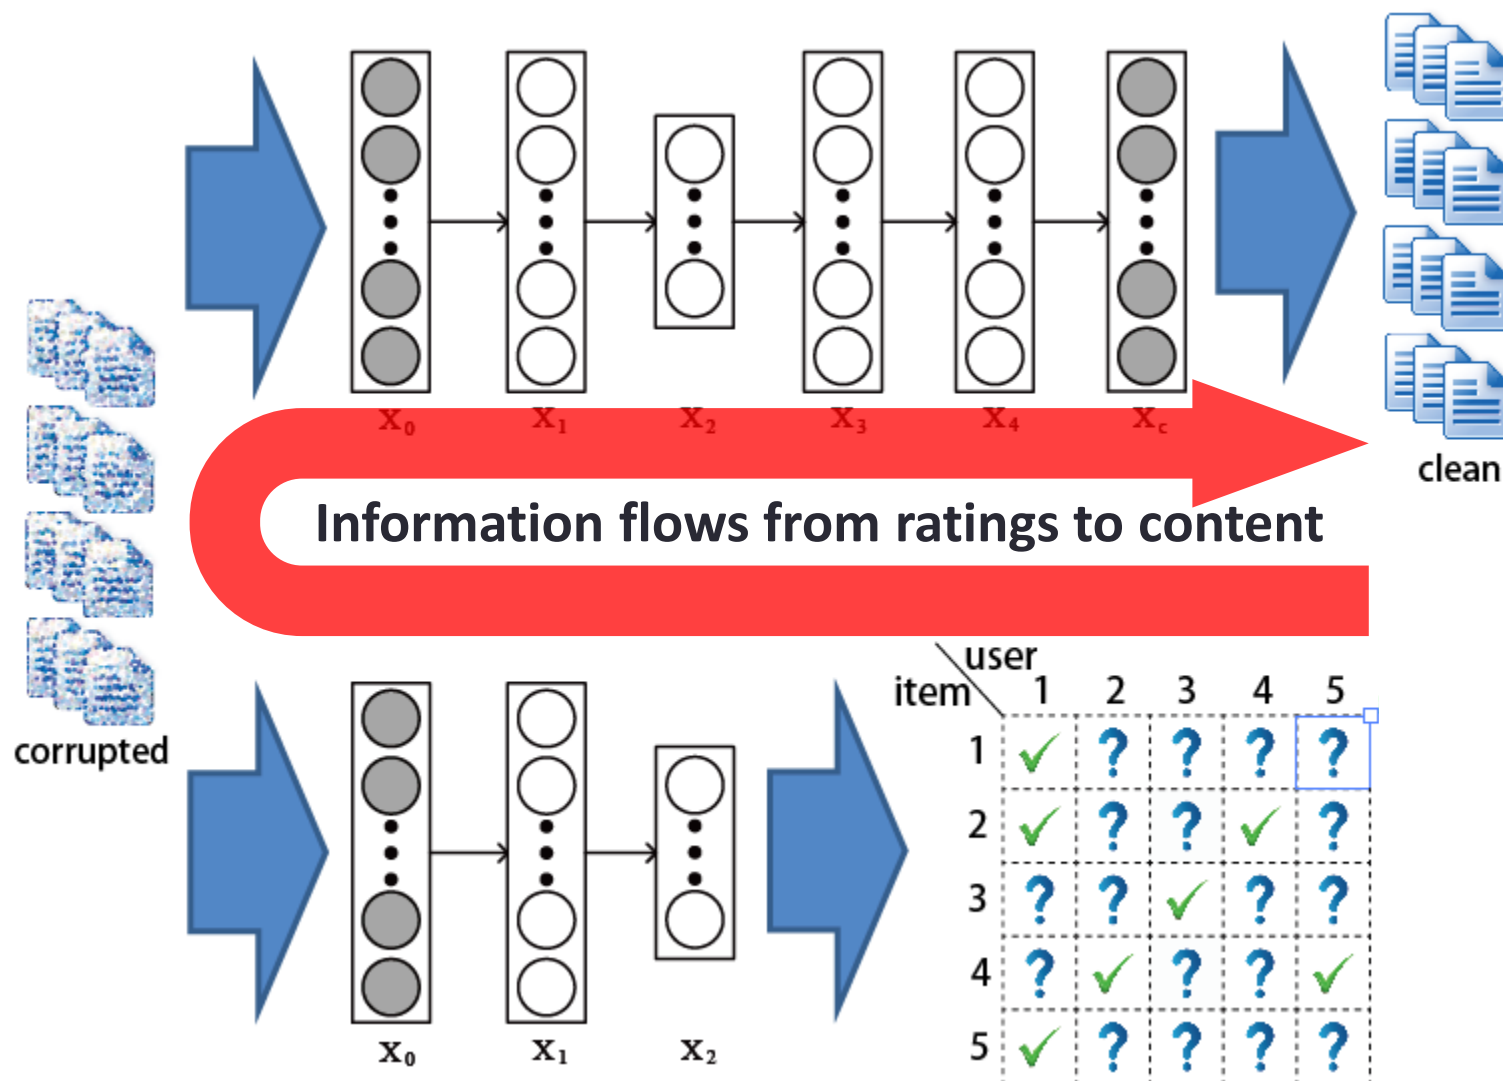 X0 X1 X2 X3 X4 Xc
clean
Information flows from ratings to content
corrupted
user
item 1 2 3 4 5
1 ✓ ? ? ? ?
2 ✓ ? ? ✓ ?
3 ? ? ✓ ? ?
4 ? ✓ ? ? ✓
5 ✓ ? ? ? ?
X0 X1 X2